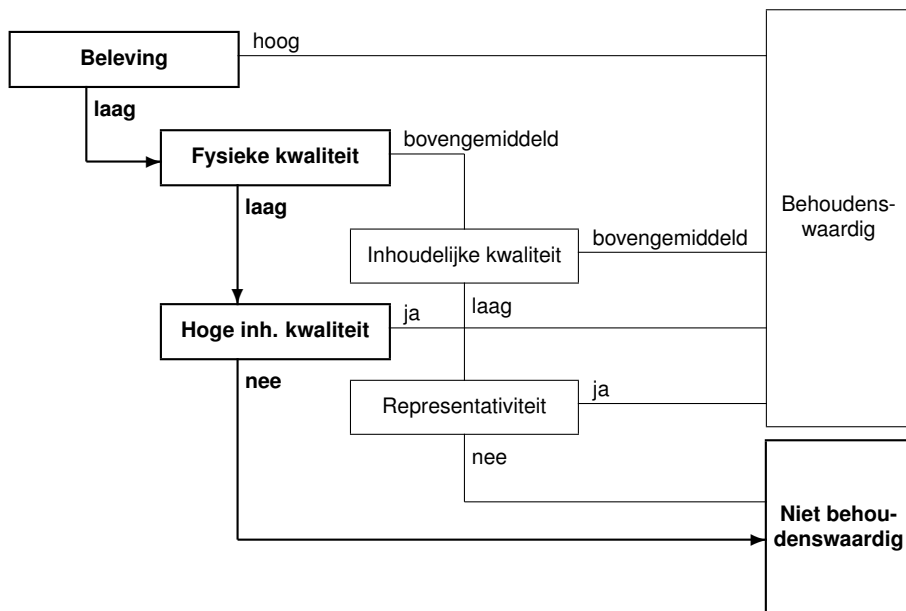 hoog
Beleving
laag
bovengemiddeld
Fysieke kwaliteit
laag
Behoudens-
waardig
bovengemiddeld
Inhoudelijke kwaliteit
laag
ja
Hoge inh. kwaliteit
nee
ja
Representativiteit
nee
Niet behou-
denswaardig